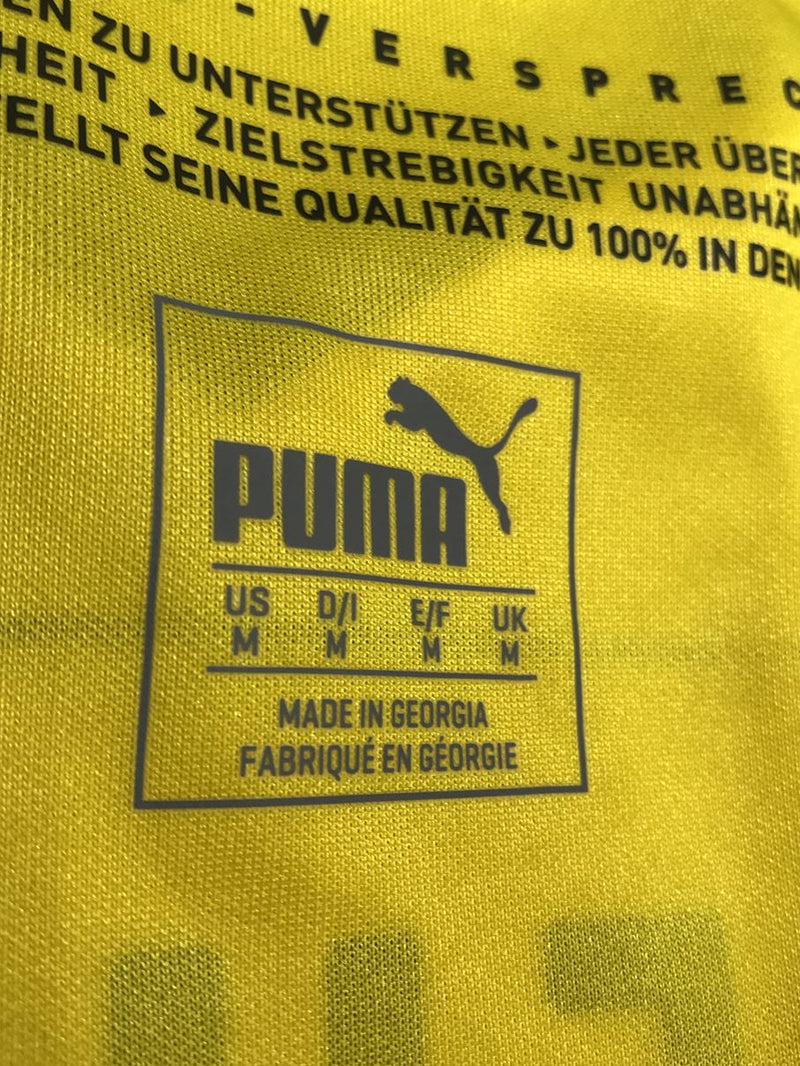 - VERSPREC
EN ZU UNTERSTÜTZEN ▸ JEDER ÜBER
HEIT ▸ ZIELSTREBIGKEIT UNABHÄN
ELLT SEINE QUALITÄT ZU 100% IN DEN
PUMA
US D/I E/F UK
M M M M
MADE IN GEORGIA
FABRIQUÉ EN GÉORGIE